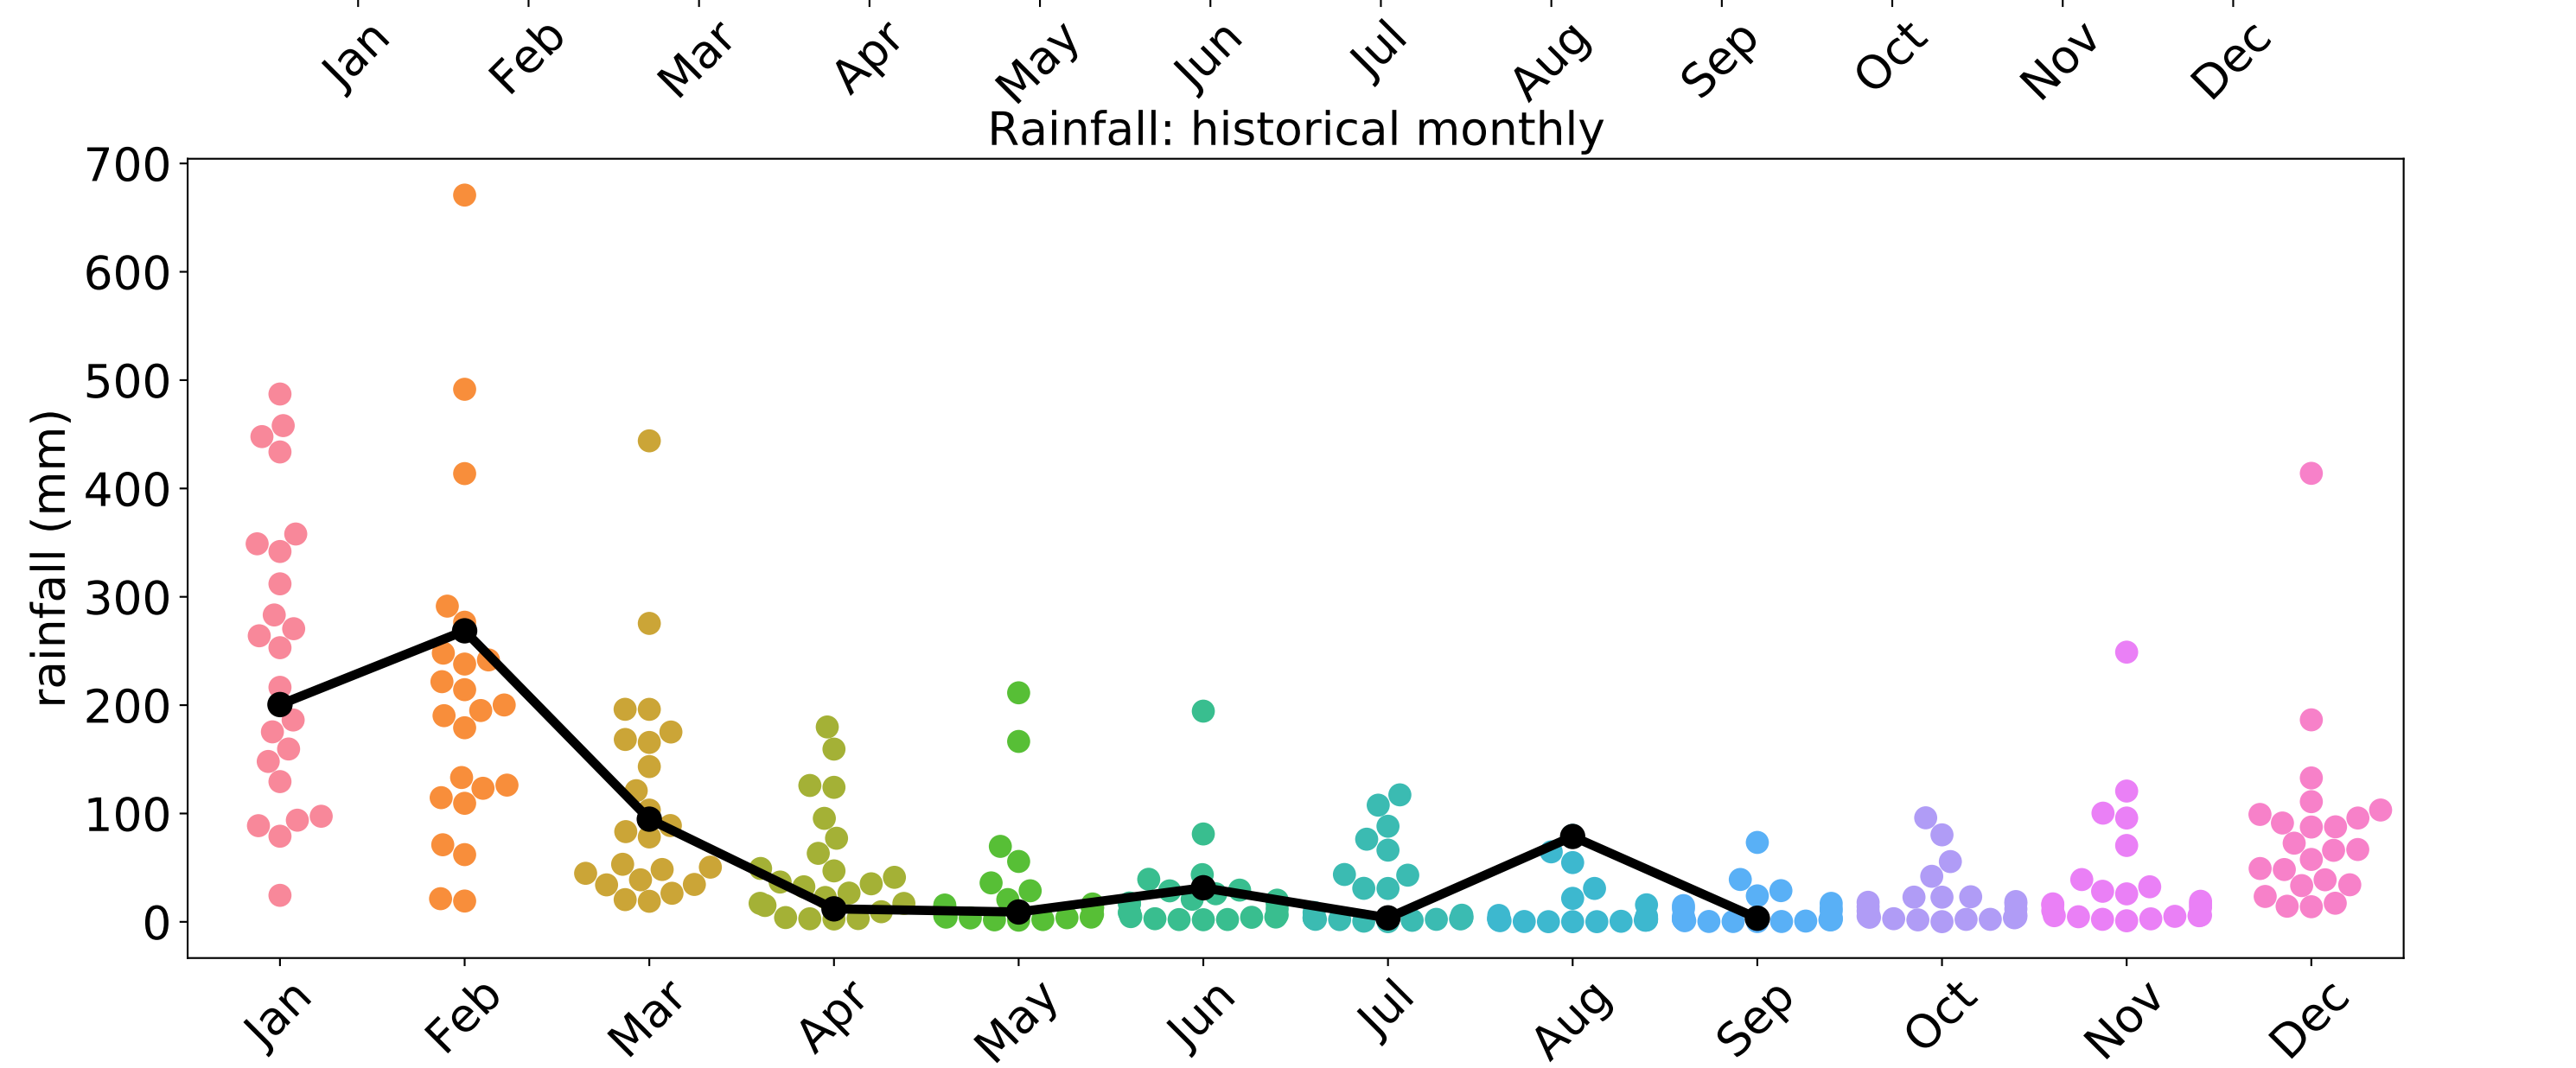 Jan Feb Mar Apr May Jun Jul Aug Sep Oct Nov Dec
Rainfall: historical monthly
700
600
500
400
300
200
100
0
rainfall (mm)
Jan Feb Mar Apr May Jun Jul Aug Sep Oct Nov Dec